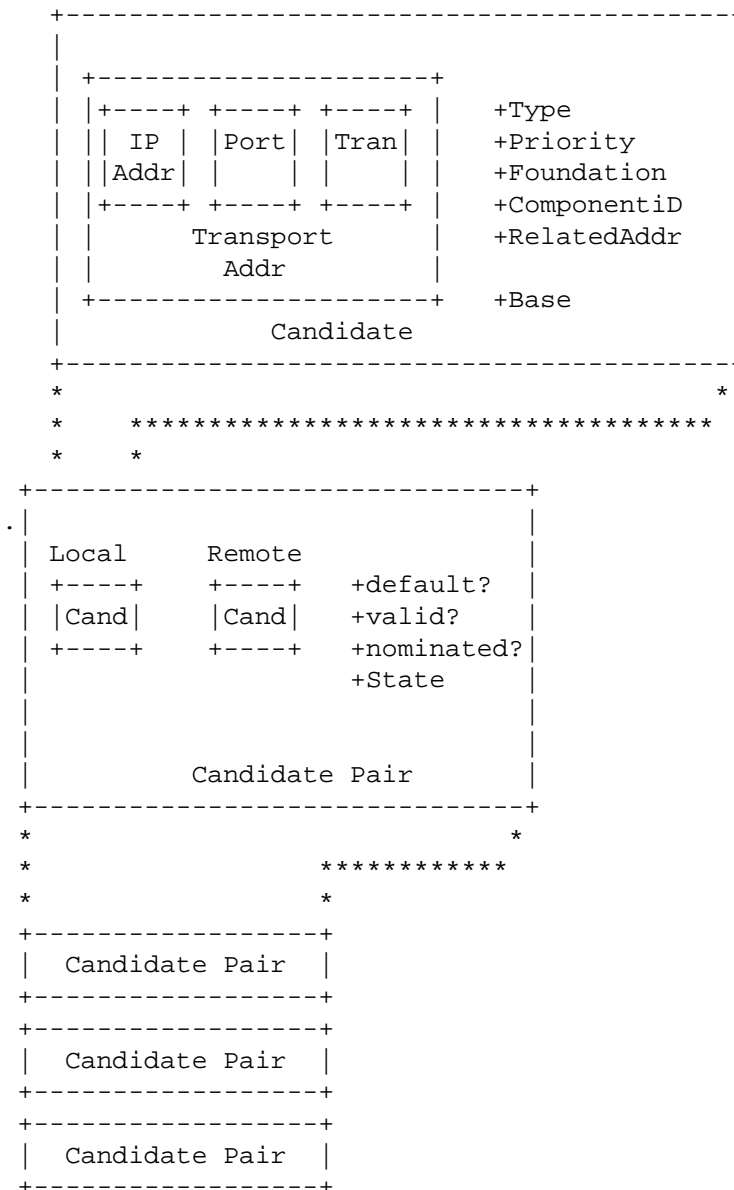 +-------------------------------------------
|
| +----------------------+
| |+----+ +----+ +----+ | +Type
| || IP | |Port| |Tran| | +Priority
| ||Addr| | | | | | +Foundation
| |+----+ +----+ +----+ | +ComponentiD
| | Transport | +RelatedAddr
| | Addr |
| +----------------------+ +Base
| Candidate
+-------------------------------------------
* *
* *************************************
* *
+-------------------------------+
.| |
| Local Remote |
| +----+ +----+ +default? |
| |Cand| |Cand| +valid? |
| +----+ +----+ +nominated?|
| +State |
| |
| |
| Candidate Pair |
+-------------------------------+
* *
* ************
* *
+------------------+
| Candidate Pair |
+------------------+
+------------------+
| Candidate Pair |
+------------------+
+------------------+
| Candidate Pair |
+------------------+